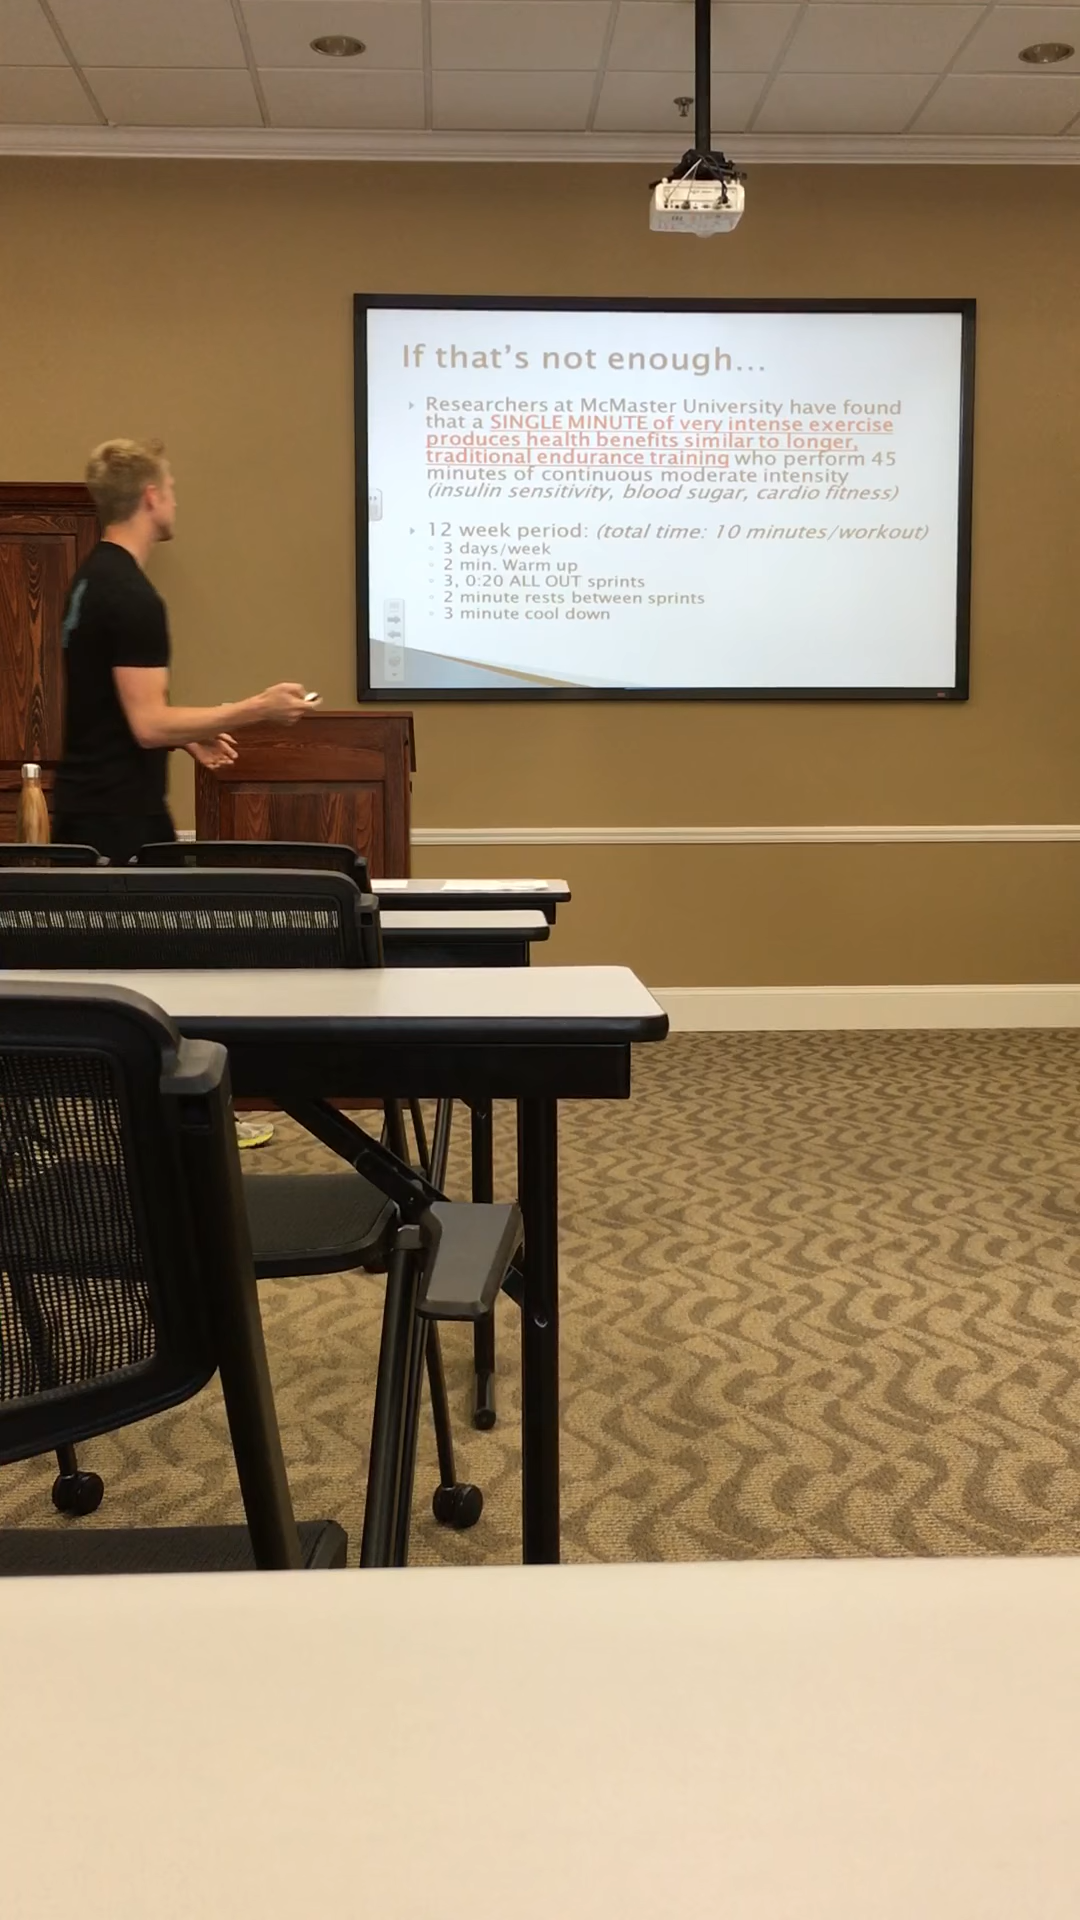 If that's not enough...
Researchers at McMaster University have found
that a SINGLE MINUTE of very intense exercise
produces health benefits similar to longer,
traditional endurance training who perform 45
minutes of continuous moderate intensity
(insulin sensitivity, blood sugar, cardio fitness)
12 week period: (total time: 10 minutes/workout)
3 days/week
2 min. Warm up
3, 0:20 ALL OUT sprints
2 minute rests between sprints
3 minute cool down